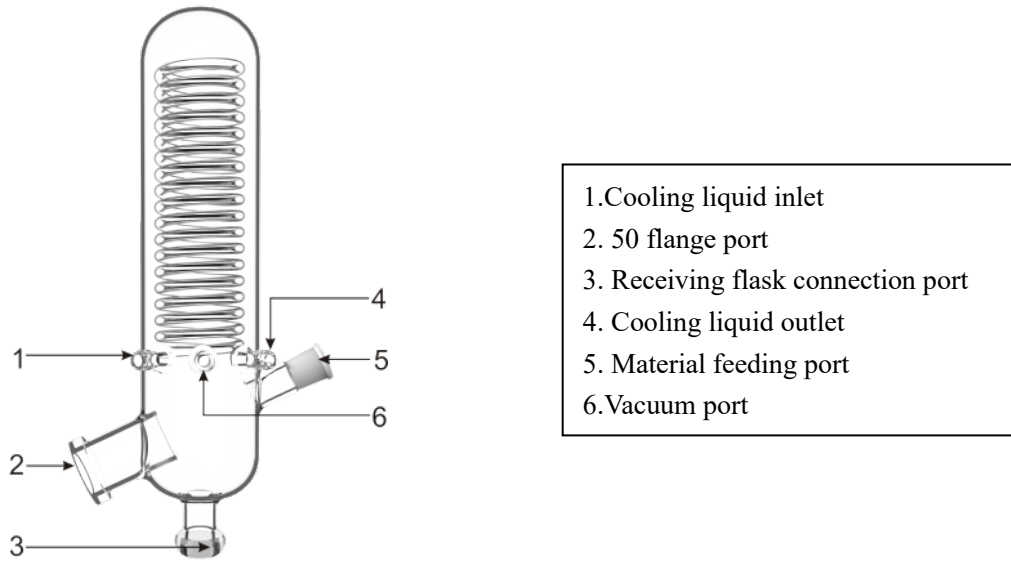 4
1
5
6
2
3
1.Cooling liquid inlet
2. 50 flange port
3. Receiving flask connection port
4. Cooling liquid outlet
5. Material feeding port
6.Vacuum port